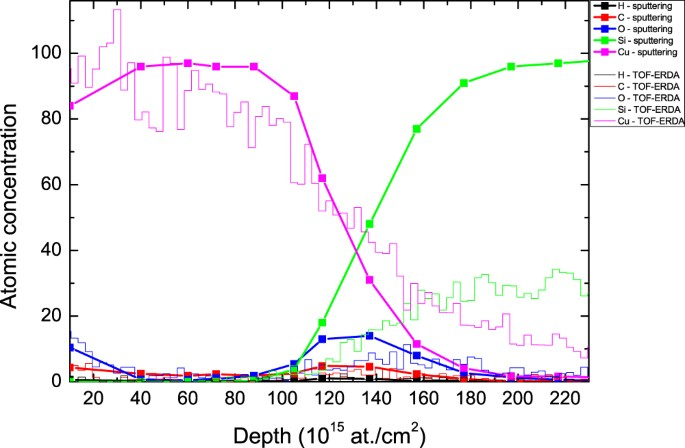 Atomic concentration
100
80
60
40
20
0
20 40 60 80 100 120 140 160 180 200 220
Depth (10¹⁵ at./cm²)
H - sputtering
C - sputtering
O - sputtering
Si - sputtering
Cu - sputtering
H - TOF-ERDA
C - TOF-ERDA
O - TOF-ERDA
Si - TOF-ERDA
Cu - TOF-ERDA